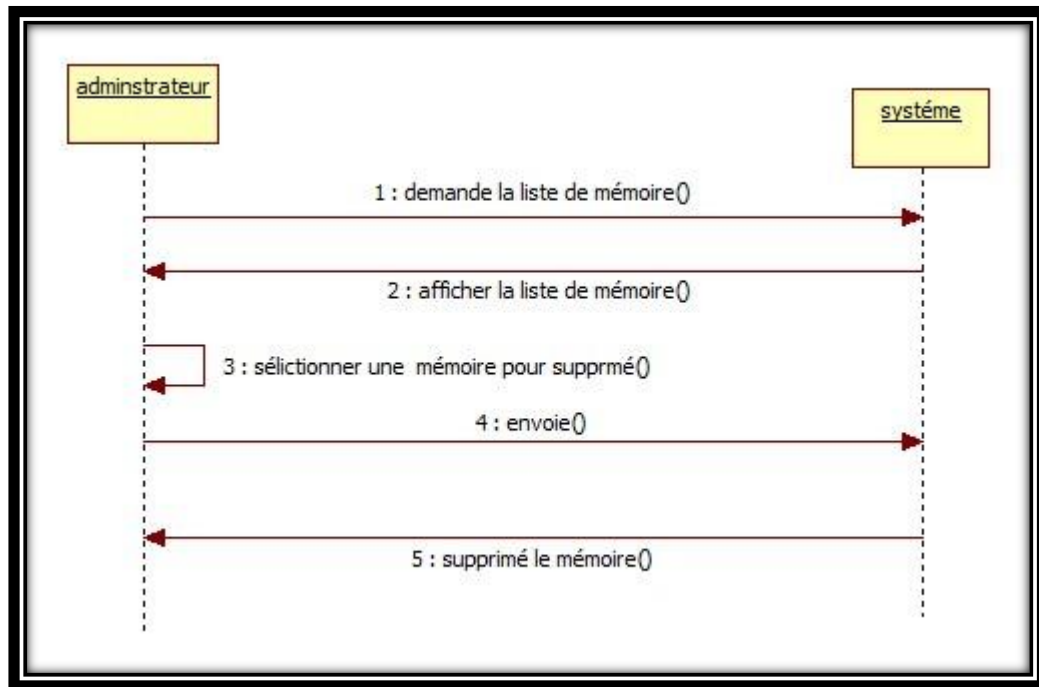 adminstrateur
systéme
1 : demande la liste de mémoire()
2 : afficher la liste de mémoire()
3 : sélictionner une  mémoire pour supprmé()
4 : envoie()
5 : supprimé le mémoire()